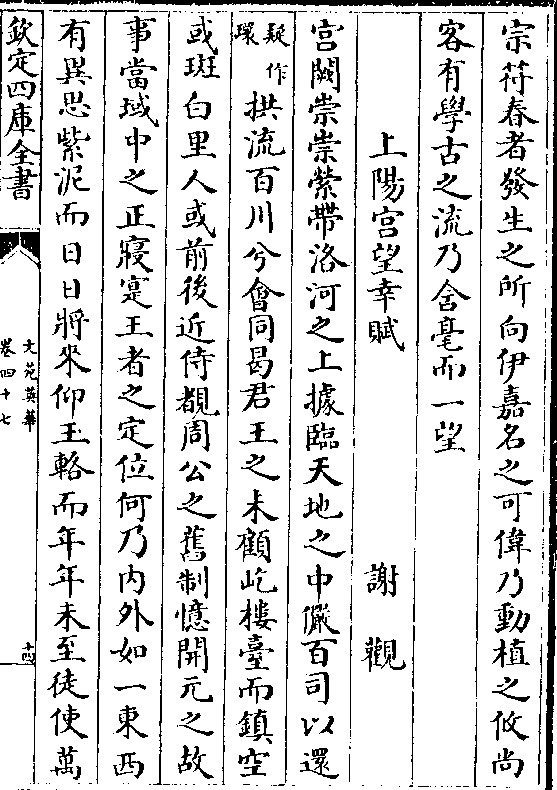 宗符春者發生之所向伊嘉名之可偉乃動植之攸尚
客有學古之流乃含毫而一望
上陽宮望幸賦 謝觀
宮闕崇崇縈帶洛河之上據臨天地之中儼百司以還
疑作環拱流百川兮會同曷君王之未顧屹樓臺而鎮空
或斑白里人或前後近侍覩周公之舊制憶開元之故
事當域中之正寢寔王者之定位何乃内外如一東西
有異思紫泥而日日將來仰玉輅而年年未至徒使萬
欽定四庫全書
文苑英華
卷四十七
十四